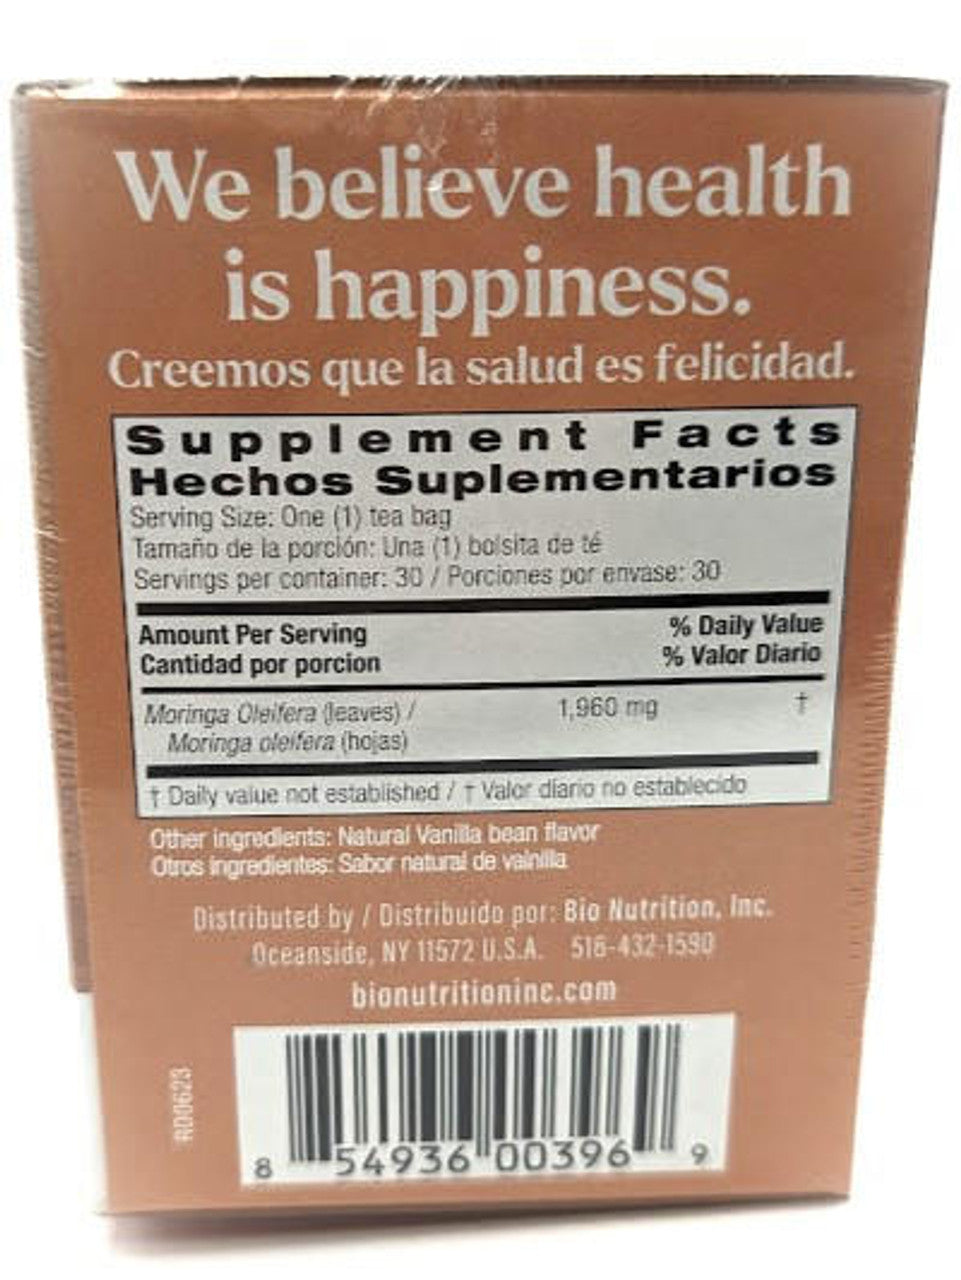 We believe health
is happiness.
Creemos que la salud es felicidad.
Supplement Facts
Hechos Suplementarios
Serving Size: One (1) tea bag
Tamaño de la porción: Una (1) bolsita de té
Servings per container: 30 / Porciones por envase: 30
Amount Per Serving % Daily Value
Cantidad por porcion % Valor Diario
Moringa Oleifera (leaves) / 1,960 mg †
Moringa oleifera (hojas)
† Daily value not established / † Valor diario no establecido
Other ingredients: Natural Vanilla bean flavor
Otros ingredientes: Sabor natural de vainilla
Distributed by / Distribuido por: Bio Nutrition, Inc.
Oceanside, NY 11572 U.S.A. 516-432-1590
bionutritioninc.com
RD0623
8 54936 00396 9